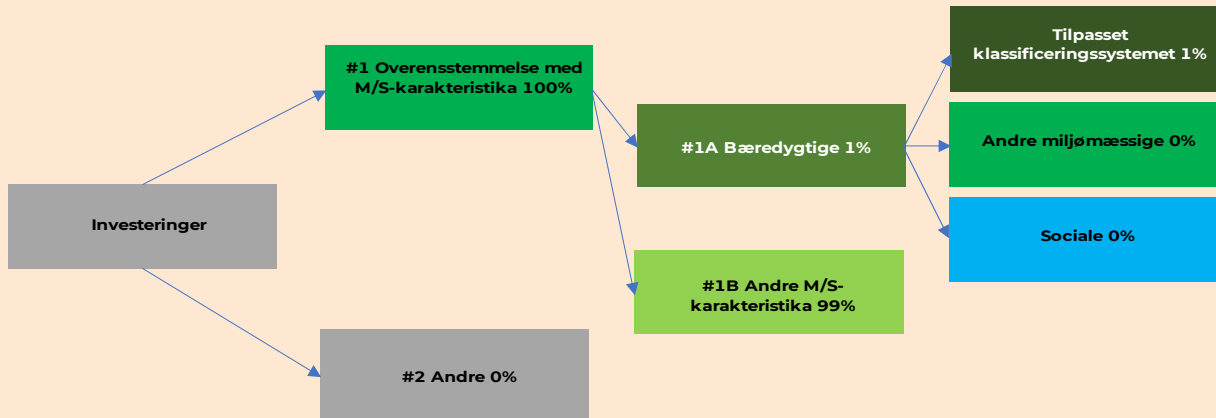 Investeringer
#1 Overensstemmelse med
M/S-karakteristika 100%
#2 Andre 0%
#1A Bæredygtige 1%
#1B Andre M/S-
karakteristika 99%
Tilpasset
klassificeringssystemet 1%
Andre miljømæssige 0%
Sociale 0%